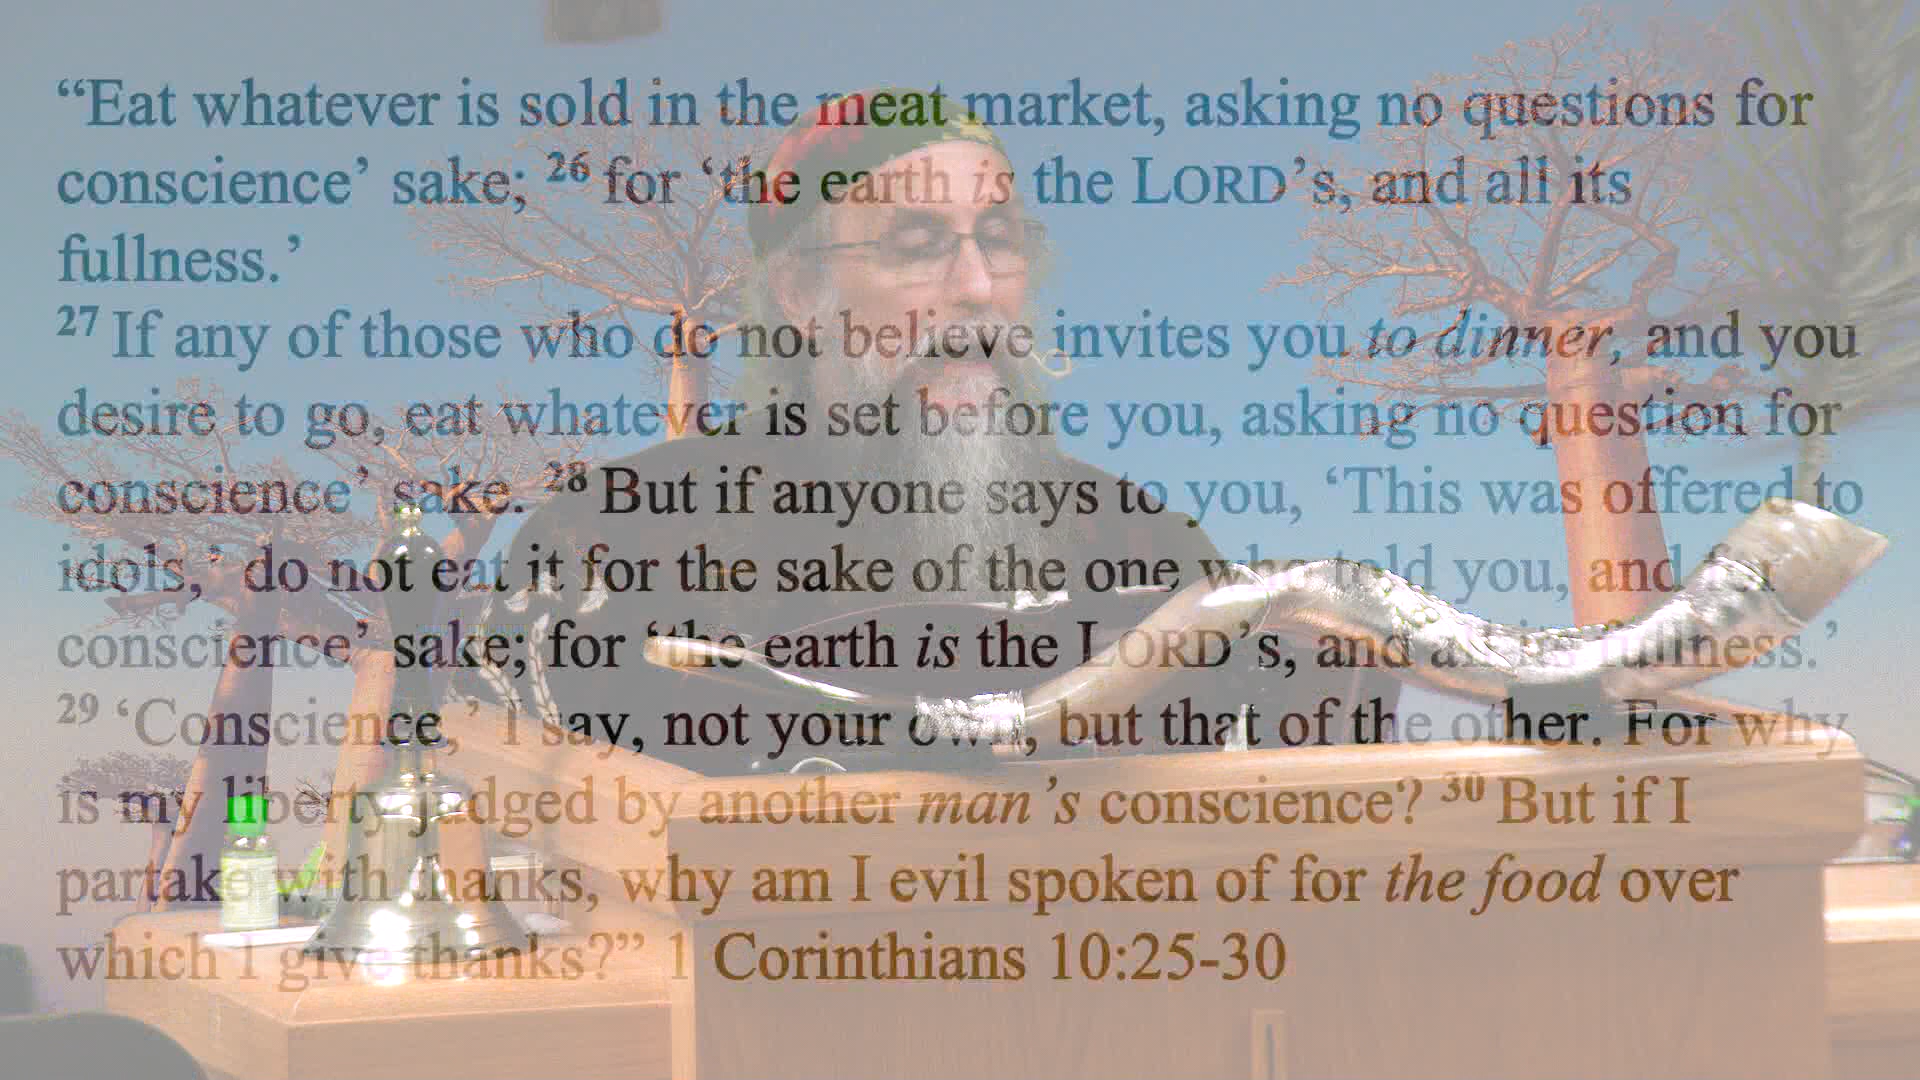 “Eat whatever is sold in the meat market, asking no questions for
conscience’ sake; 26 for ‘the earth is the LORD’s, and all its
fullness.’
27 If any of those who do not believe invites you to dinner, and you
desire to go, eat whatever is set before you, asking no question for
conscience’ sake. 28 But if anyone says to you, ‘This was offered to
idols,’ do not eat it for the sake of the one who told you, and for
conscience’ sake; for ‘the earth is the LORD’s, and all its fullness.’
29 ‘Conscience,’ I say, not your own, but that of the other. For why
is my liberty judged by another man’s conscience? 30 But if I
partake with thanks, why am I evil spoken of for the food over
which I give thanks?” 1 Corinthians 10:25-30